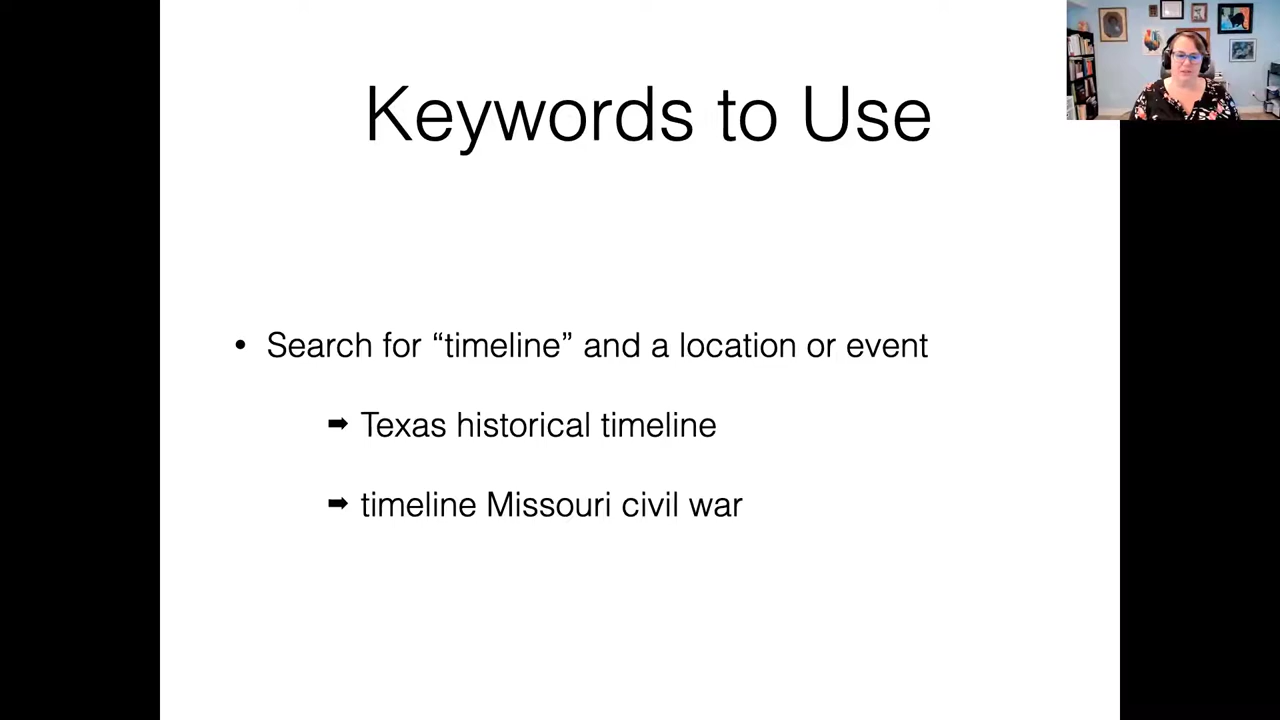 Keywords to Use
• Search for “timeline” and a location or event
➡ Texas historical timeline
➡ timeline Missouri civil war